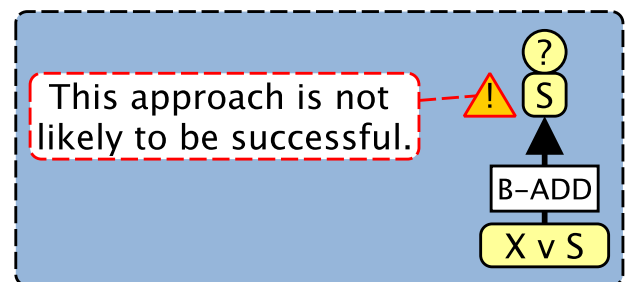 ?
This approach is not
likely to be successful.
!
S
B-ADD
X v S